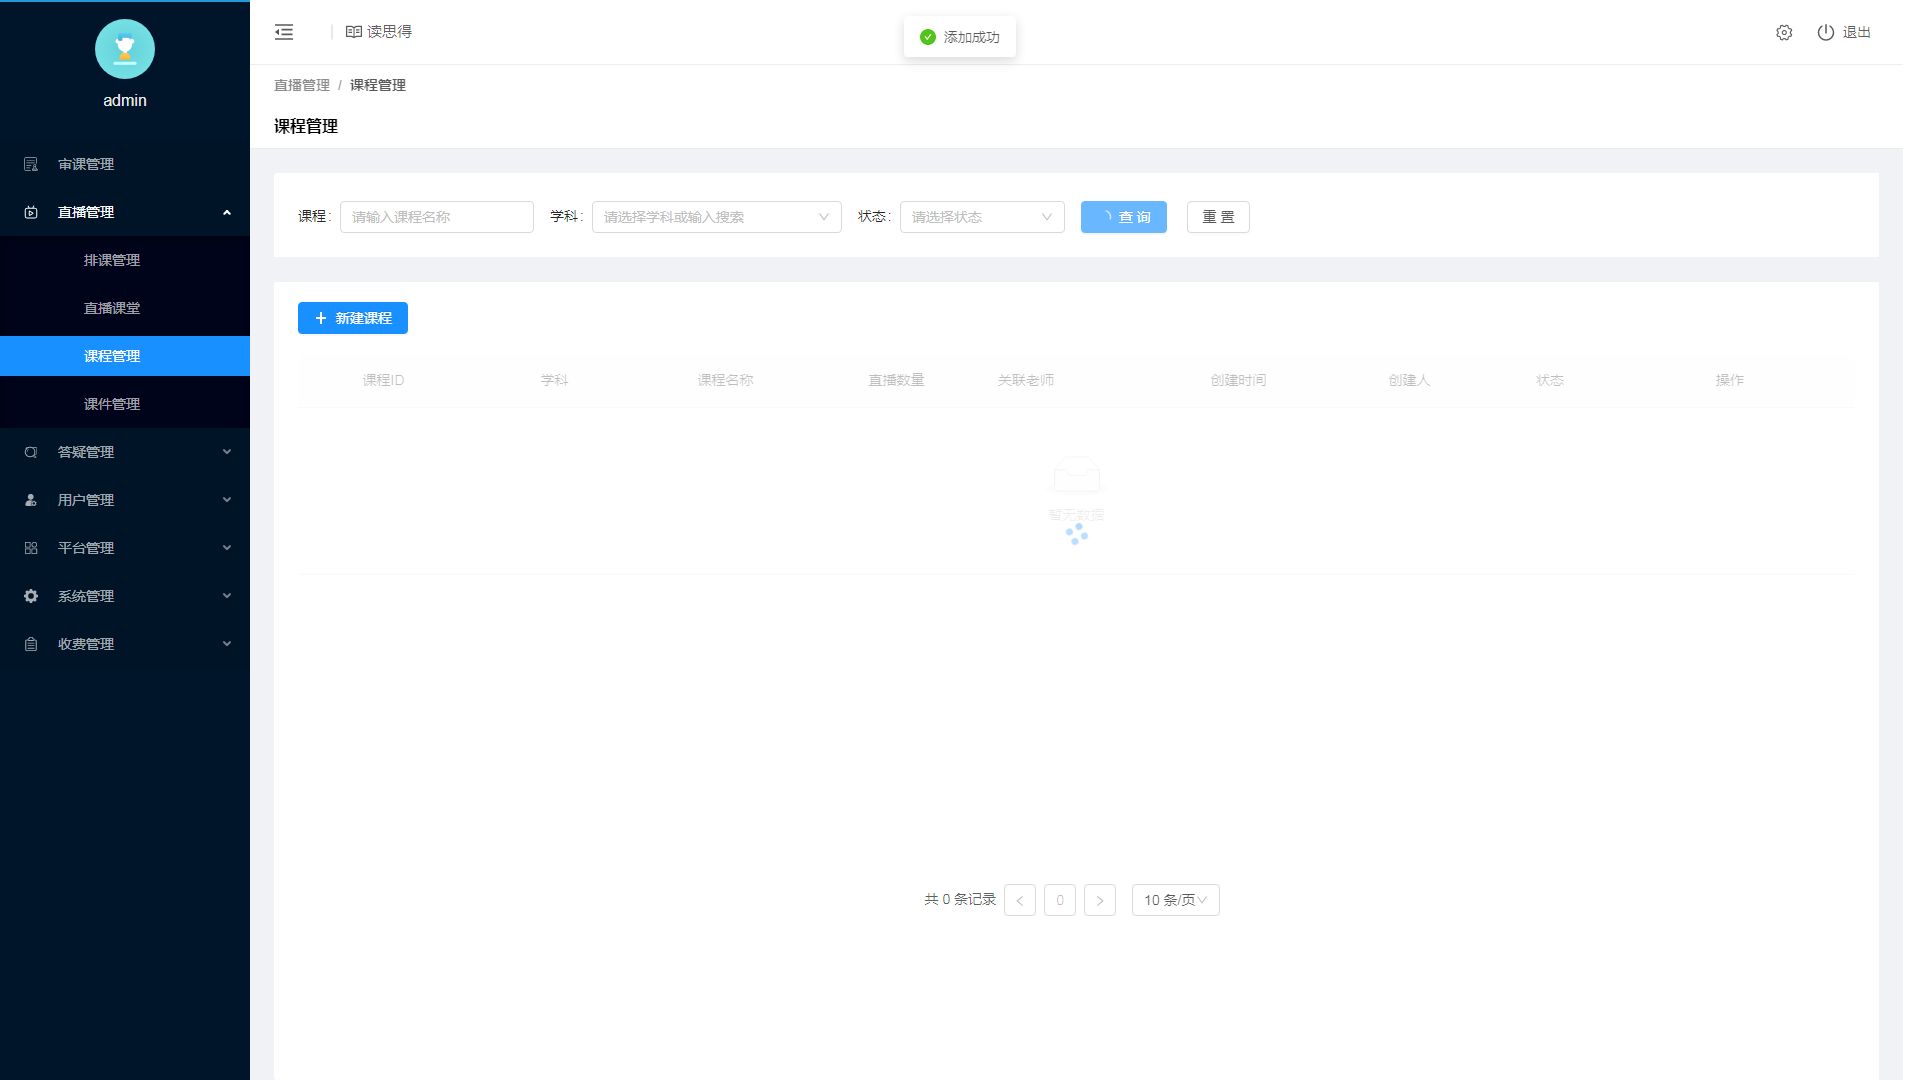 admin
审课管理
直播管理
排课管理
直播课堂
课程管理
课件管理
答疑管理
用户管理
平台管理
系统管理
收费管理
读思得
添加成功
退出
直播管理 / 课程管理
课程管理
课程: 请输入课程名称 学科: 请选择学科或输入搜索 状态: 请选择状态 查 询 重 置
新建课程
课程ID 学科 课程名称 直播数量 关联老师 创建时间 创建人 状态 操作
暂无数据
共 0 条记录 < 0 > 10 条/页